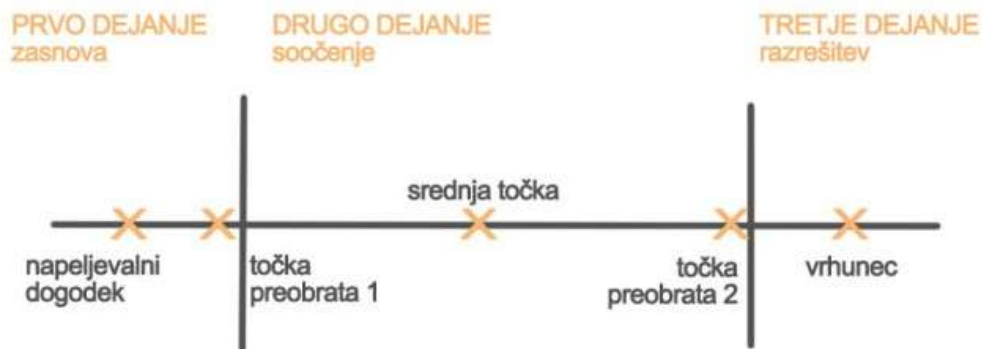 PRVO DEJANJE
zasnova
DRUGO DEJANJE
soočenje
TRETJE DEJANJE
razrešitev
srednja točka
napeljevalni
dogodek
točka
preobrata 1
točka
preobrata 2
vrhunec